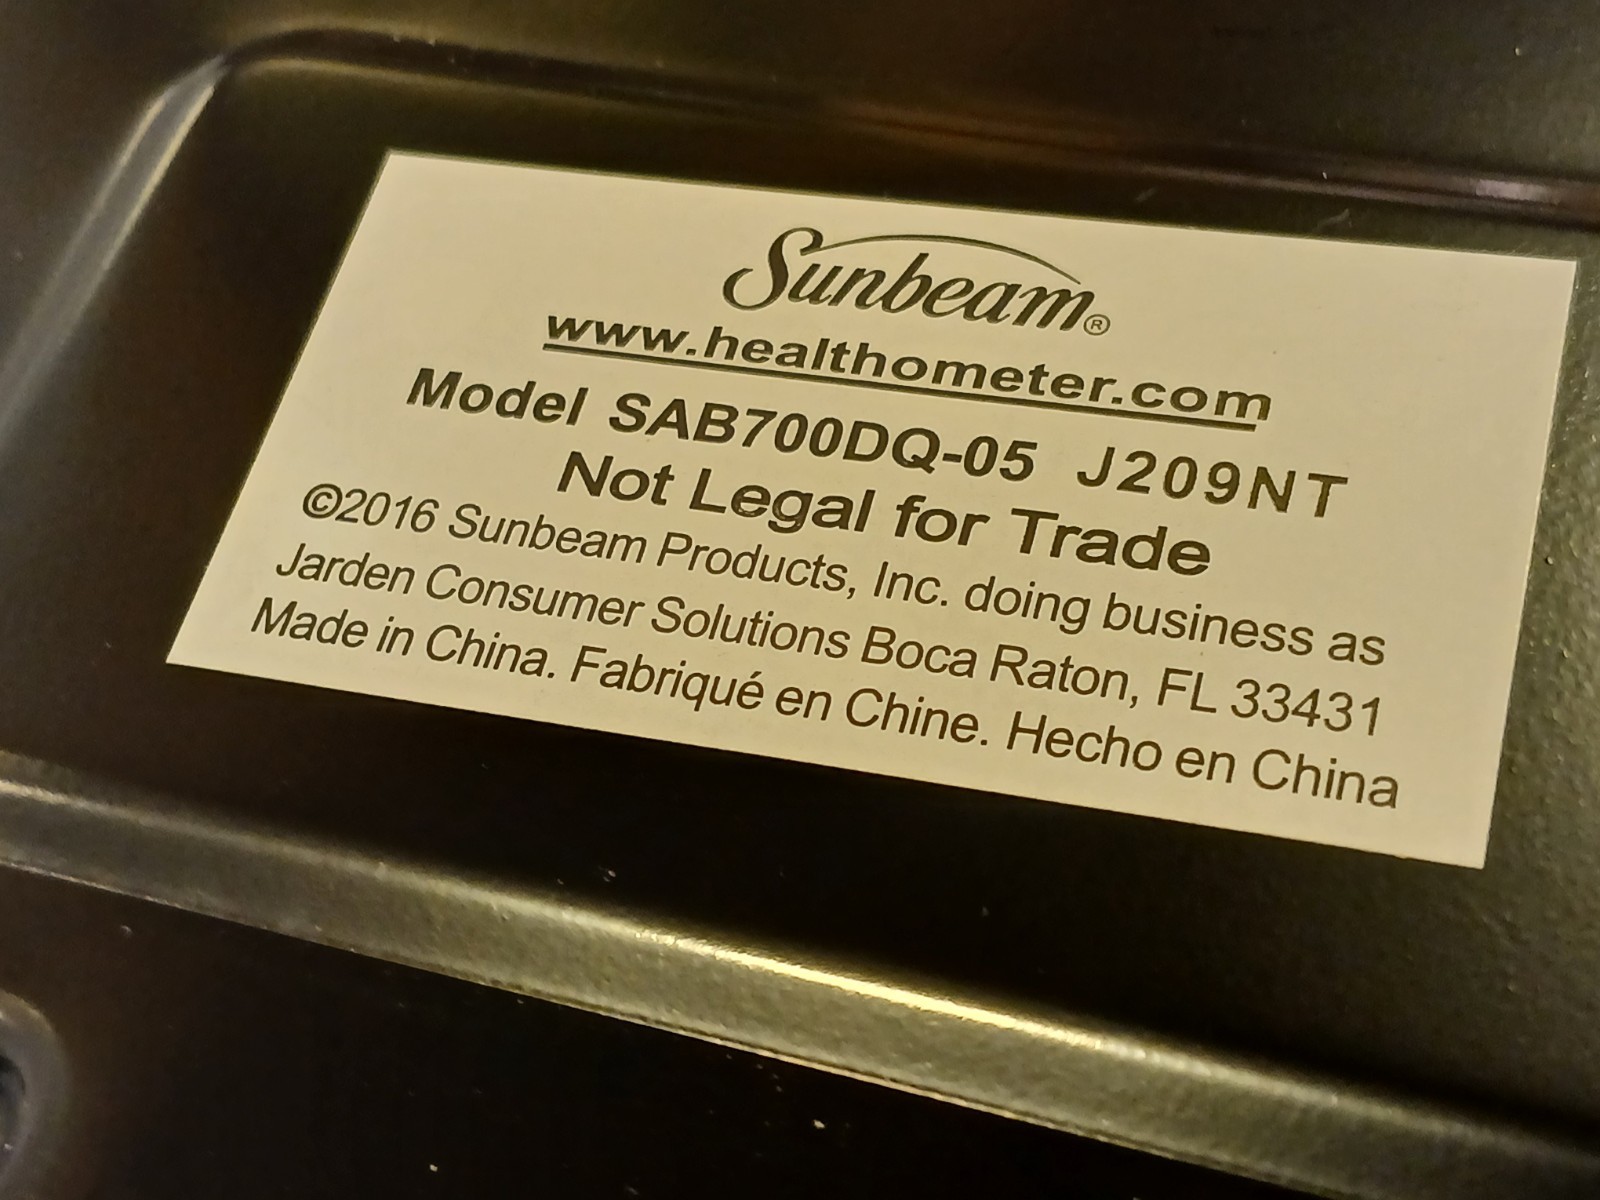 Sunbeam®
www.healthometer.com
Model SAB700DQ-05 J209NT
Not Legal for Trade
©2016 Sunbeam Products, Inc. doing business as
Jarden Consumer Solutions Boca Raton, FL 33431
Made in China. Fabriqué en Chine. Hecho en China